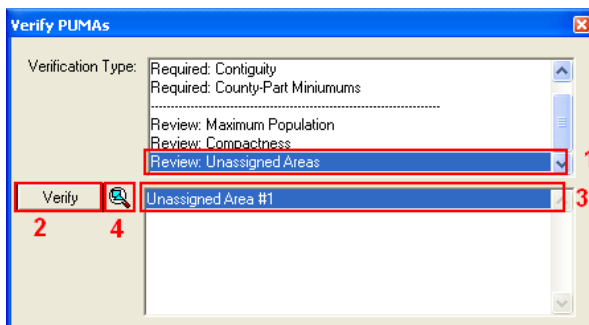 Verify PUMAs
Verification Type:
Required: Contiguity
Required: County-Part Miniumums
Review: Maximum Population
Review: Compactness
Review: Unassigned Areas
1
Verify
Unassigned Area #1
3
2
4